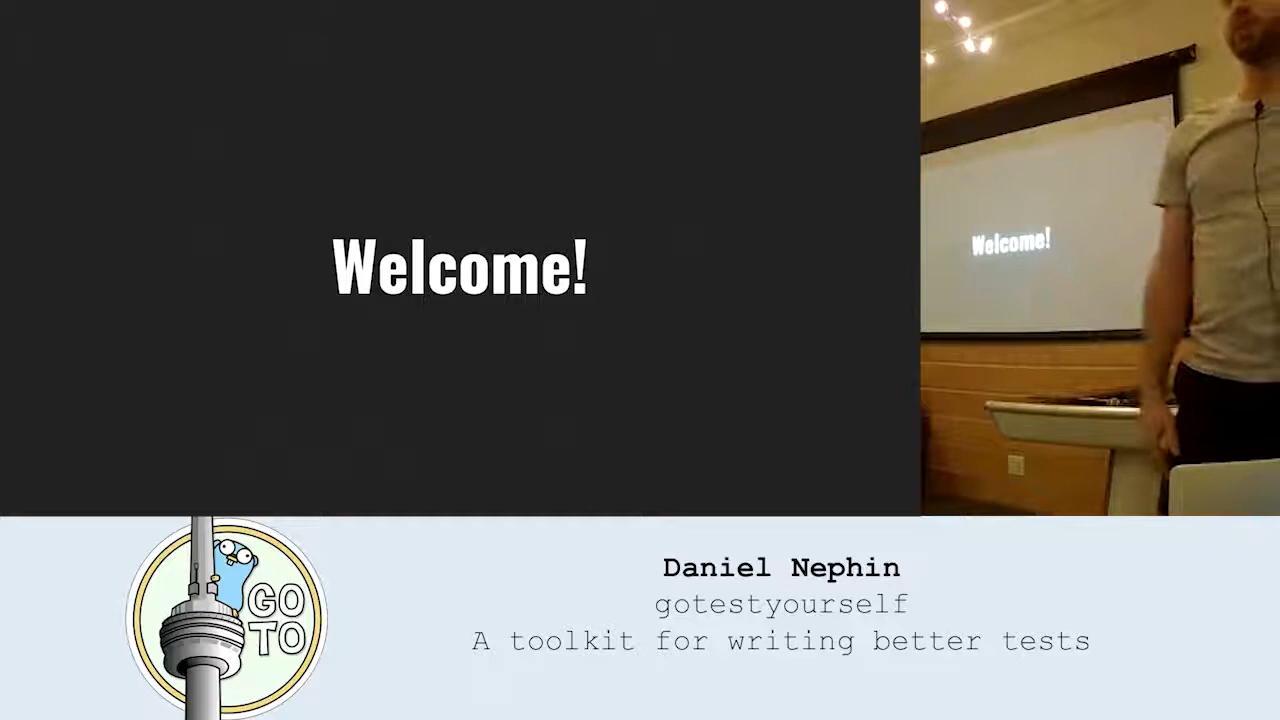 Welcome!
Welcome!
GO
TO
Daniel Nephin
gotestyourself
A toolkit for writing better tests